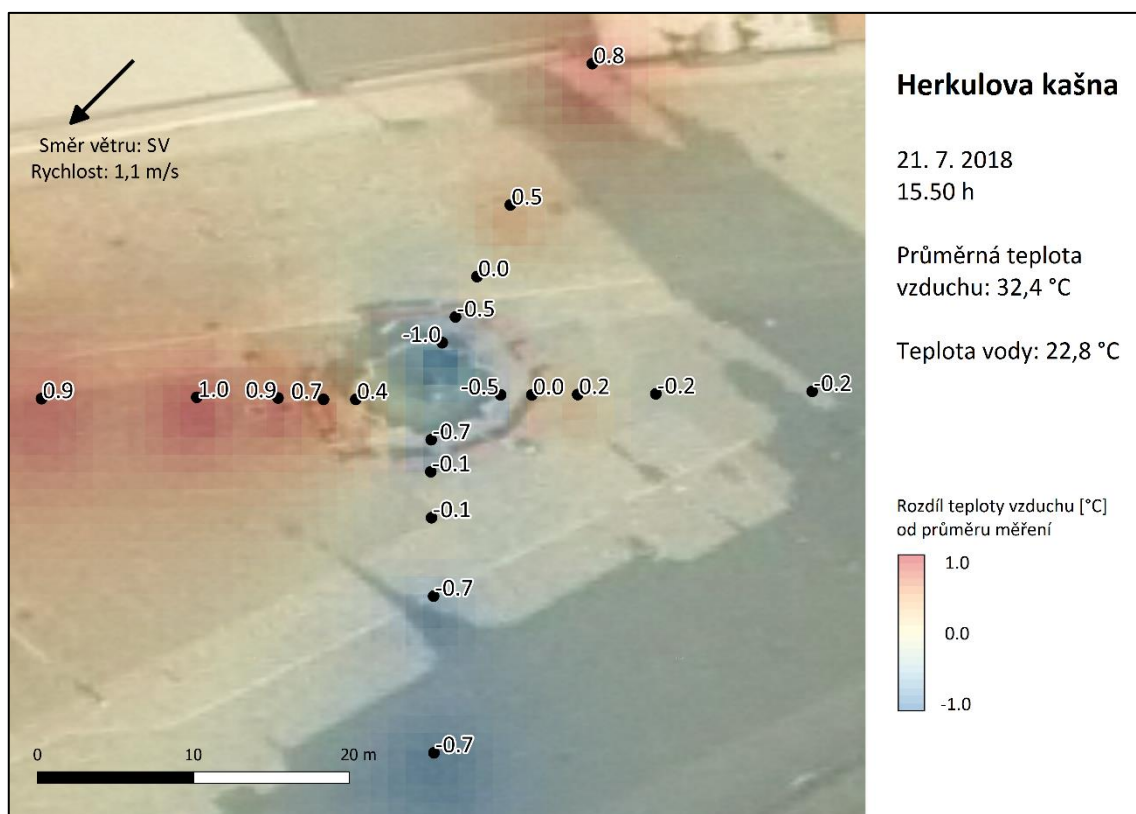 0.8
Směr větru: SV
Rychlost: 1,1 m/s
0.5
0.0
-0.5
-1.0
0.9
1.0
0.9
0.7
0.4
-0.5
0.0
0.2
-0.2
-0.2
-0.7
-0.1
-0.1
-0.7
-0.7
0 10 20 m
Herkulova kašna
21. 7. 2018
15.50 h
Průměrná teplota
vzduchu: 32,4 °C
Teplota vody: 22,8 °C
Rozdíl teploty vzduchu [°C]
od průměru měření
1.0
0.0
-1.0